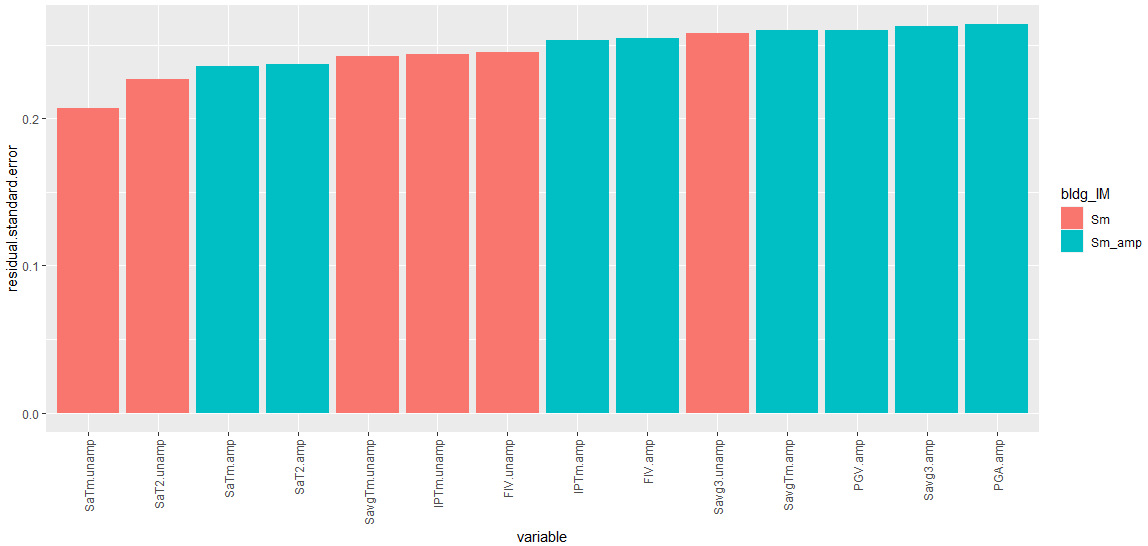 residual.standard.error
0.2
0.1
0.0
SaTm.unamp
SaT2.unamp
SaTm.amp
SaT2.amp
SavgTm.unamp
IPTm.unamp
FIV.unamp
IPTm.amp
FIV.amp
Savg3.unamp
SavgTm.amp
PGV.amp
Savg3.amp
PGA.amp
variable
bldg_IM
Sm
Sm_amp